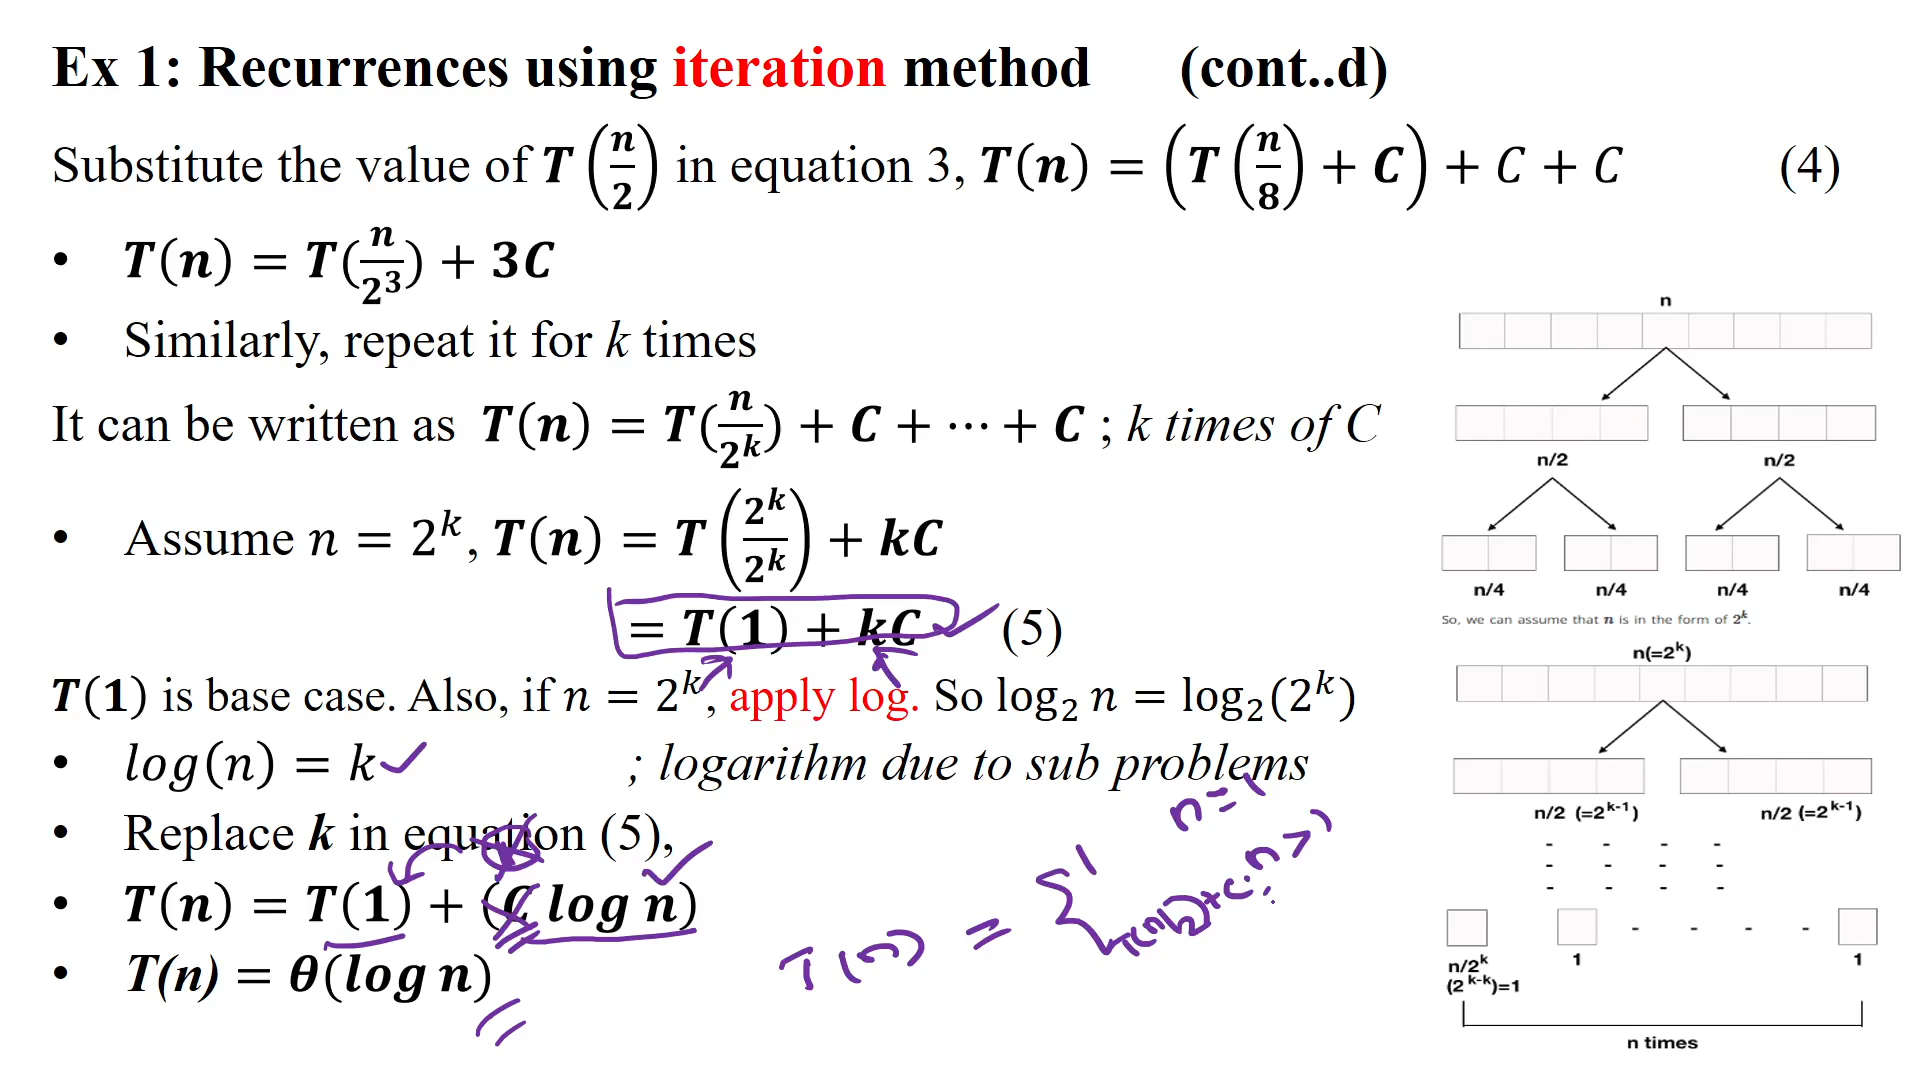 Ex 1: Recurrences using iteration method (cont..d)
Substitute the value of T(n/2) in equation 3, T(n) = (T(n/8) + C) + C + C (4)
• T(n) = T(n/2^3) + 3C
• Similarly, repeat it for k times
It can be written as T(n) = T(n/2^k) + C + ⋯ + C ; k times of C
• Assume n = 2^k, T(n) = T(2^k/2^k) + kC
= T(1) + kC (5)
T(1) is base case. Also, if n = 2^k, apply log. So log₂ n = log₂(2^k)
• log(n) = k ; logarithm due to sub problems
• Replace k in equation (5),
• T(n) = T(1) + (C log n)
• T(n) = θ(log n)
T(n) = { 1 n=1
T(n/2)+c; n>1
n
n/2 n/2
n/4 n/4 n/4 n/4
So, we can assume that n is in the form of 2^k.
n(=2^k)
n/2 (=2^k-1) n/2 (=2^k-1)
- - - -
- - - -
- - - -
- - - -
n/2^k 1 1
(2^k-k)=1
n times